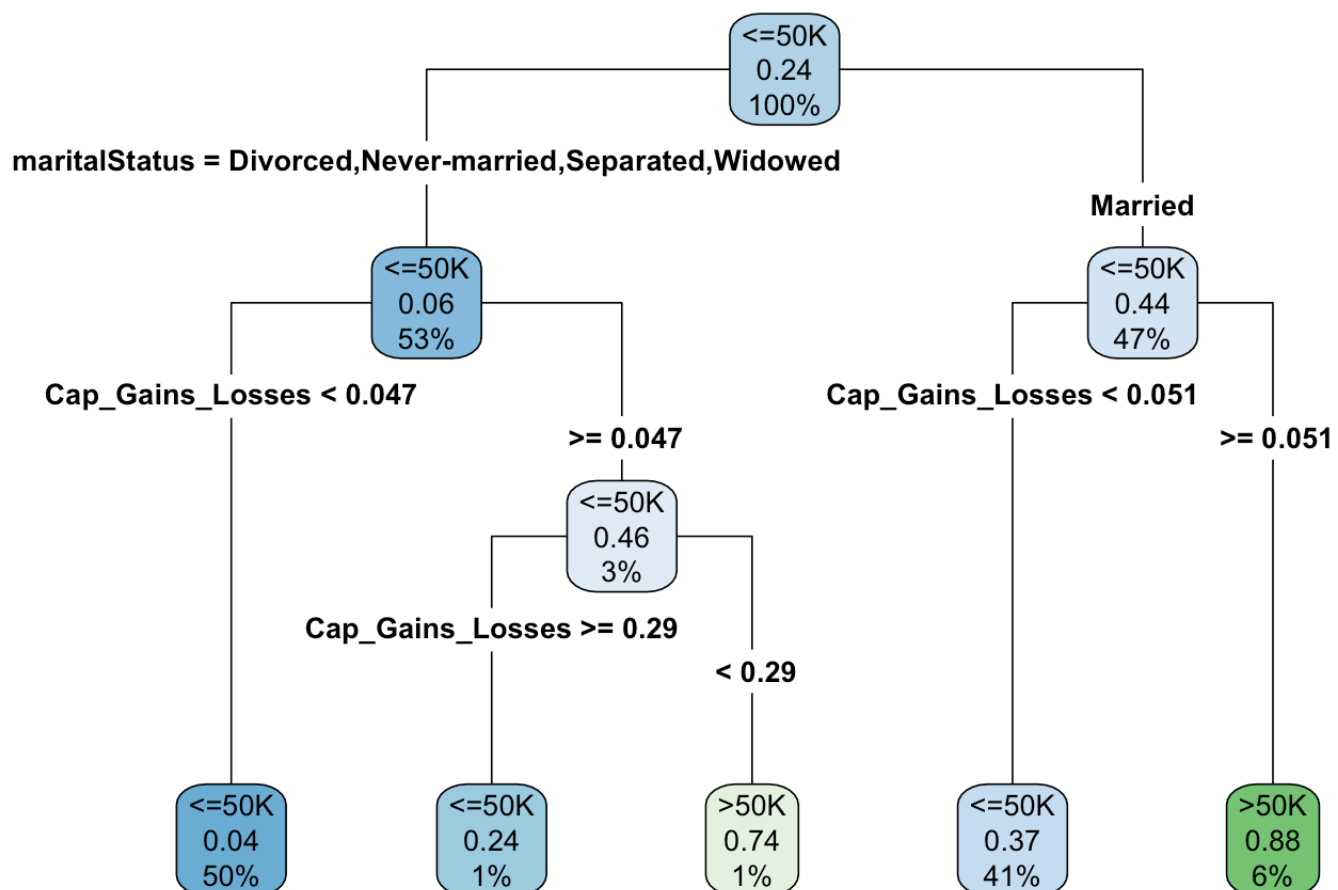 <=50K
0.24
100%
maritalStatus = Divorced,Never-married,Separated,Widowed
Married
<=50K
0.06
53%
<=50K
0.44
47%
Cap_Gains_Losses < 0.047
>= 0.047
Cap_Gains_Losses < 0.051
>= 0.051
<=50K
0.46
3%
Cap_Gains_Losses >= 0.29
< 0.29
<=50K
0.04
50%
<=50K
0.24
1%
>50K
0.74
1%
<=50K
0.37
41%
>50K
0.88
6%